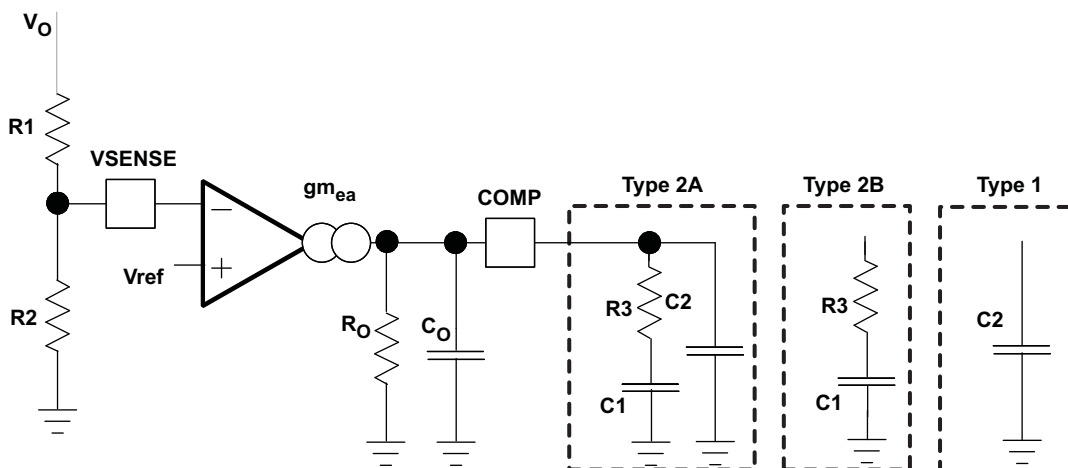 VO
R1
VSENSE
gmea
COMP
Type 2A
Type 2B
Type 1
Vref
R2
RO
CO
R3
C2
C1
R3
C1
C2